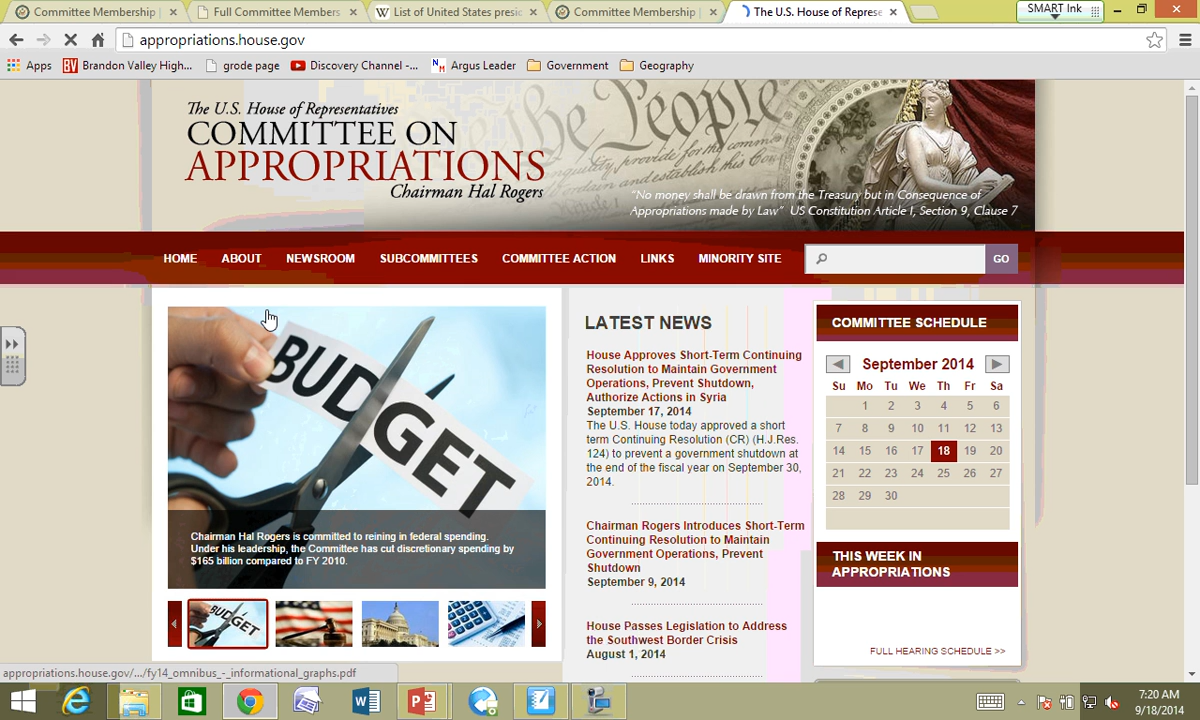 Committee Membership |
Full Committee Members
List of United States presid
Committee Membership |
The U.S. House of Represe
SMART Ink
appropriations.house.gov
Apps
Brandon Valley High...
grode page
Discovery Channel -...
Argus Leader
Government
Geography
The U.S. House of Representatives
COMMITTEE ON
APPROPRIATIONS
Chairman Hal Rogers
the People
"No money shall be drawn from the Treasury but in Consequence of
Appropriations made by Law" US Constitution Article I, Section 9, Clause 7
HOME ABOUT NEWSROOM SUBCOMMITTEES COMMITTEE ACTION LINKS MINORITY SITE GO
BUDGET
Chairman Hal Rogers is committed to reining in federal spending.
Under his leadership, the Committee has cut discretionary spending by
$165 billion compared to FY 2010.
BUDGET
LATEST NEWS
House Approves Short-Term Continuing
Resolution to Maintain Government
Operations, Prevent Shutdown,
Authorize Actions in Syria
September 17, 2014
The U.S. House today approved a short
term Continuing Resolution (CR) (H.J.Res.
124) to prevent a government shutdown at
the end of the fiscal year on September 30,
2014.
Chairman Rogers Introduces Short-Term
Continuing Resolution to Maintain
Government Operations, Prevent
Shutdown
September 9, 2014
House Passes Legislation to Address
the Southwest Border Crisis
August 1, 2014
COMMITTEE SCHEDULE
September 2014
Su Mo Tu We Th Fr Sa
1 2 3 4 5 6
7 8 9 10 11 12 13
14 15 16 17 18 19 20
21 22 23 24 25 26 27
28 29 30
THIS WEEK IN
APPROPRIATIONS
FULL HEARING SCHEDULE >>
appropriations.house.gov/.../fy14_omnibus_-_informational_graphs.pdf
7:20 AM
9/18/2014